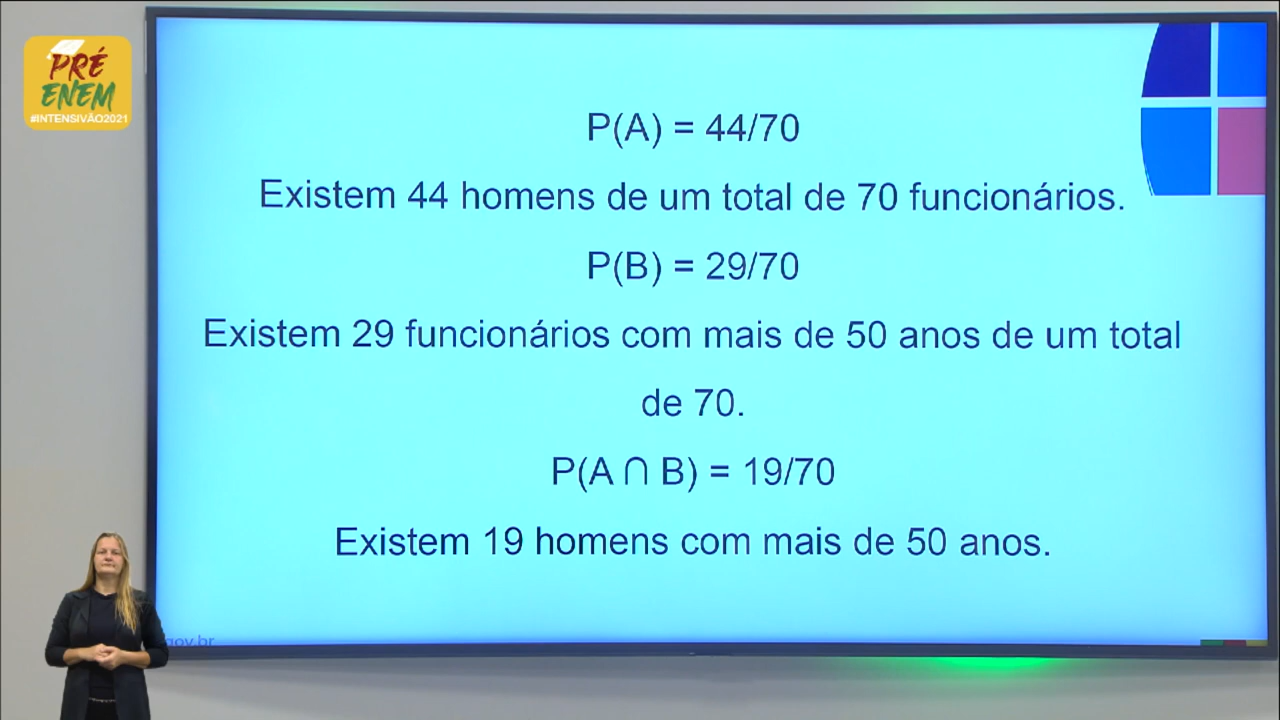 PRÉ
ENEM
#INTENSIVÃO2021
P(A) = 44/70
Existem 44 homens de um total de 70 funcionários.
P(B) = 29/70
Existem 29 funcionários com mais de 50 anos de um total
de 70.
P(A ∩ B) = 19/70
Existem 19 homens com mais de 50 anos.
gov.br